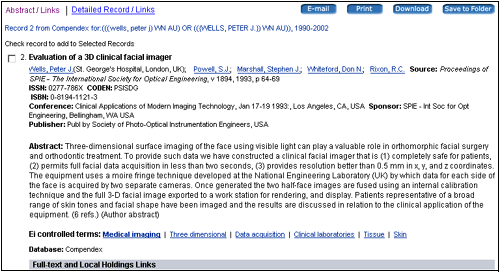 Abstract / Links | Detailed Record / Links E-mail Print Download Save to Folder
Record 2 from Compendex for:(((wells, peter j) WN AU) OR (((WELLS, PETER J.)) WN AU)), 1990-2002
Check record to add to Selected Records
2. Evaluation of a 3D clinical facial imager
Wells, Peter J.(St. George's Hospital, London, UK); Powell, S.J.; Marshall, Stephen J.; Whiteford, Don N.; Rixon, R.C. Source: Proceedings
of SPIE - The International Society for Optical Engineering, v 1894, 1993, p 64-69
ISSN: 0277-786X CODEN: PSISDG
ISBN: 0-8194-1121-3
Conference: Clinical Applications of Modern Imaging Technology, Jan 17-19 1993:, Los Angeles, CA, USA Sponsor: SPIE - Int Soc for Opt
Engineering, Bellingham, WA USA
Publisher: Publ by Society of Photo-Optical Instrumentation Engineers, USA
Abstract: Three-dimensional surface imaging of the face using visible light can play a valuable role in orthomorphic facial surgery
and orthodontic treatment. To provide such data we have constructed a clinical facial imager that is (1) completely safe for patients,
(2) permits full facial data acquisition in less than two seconds, (3) provides resolution better than 0.5 mm in x, y, and z coordinates.
The equipment uses a moire fringe technique developed at the National Engineering Laboratory (UK) by which data for each side of
the face is acquired by two separate cameras. Once generated the two half-face images are fused using an internal calibration
technique and the full 3-D facial image exported to a work station for rendering, and display. Patients representative of a broad
range of skin tones and facial shape have been imaged and the results are discussed in relation to the clinical application of the
equipment. (6 refs.) (Author abstract)
Ei controlled terms: Medical imaging | Three dimensional | Data acquisition | Clinical laboratories | Tissue | Skin
Database: Compendex
Full-text and Local Holdings Links